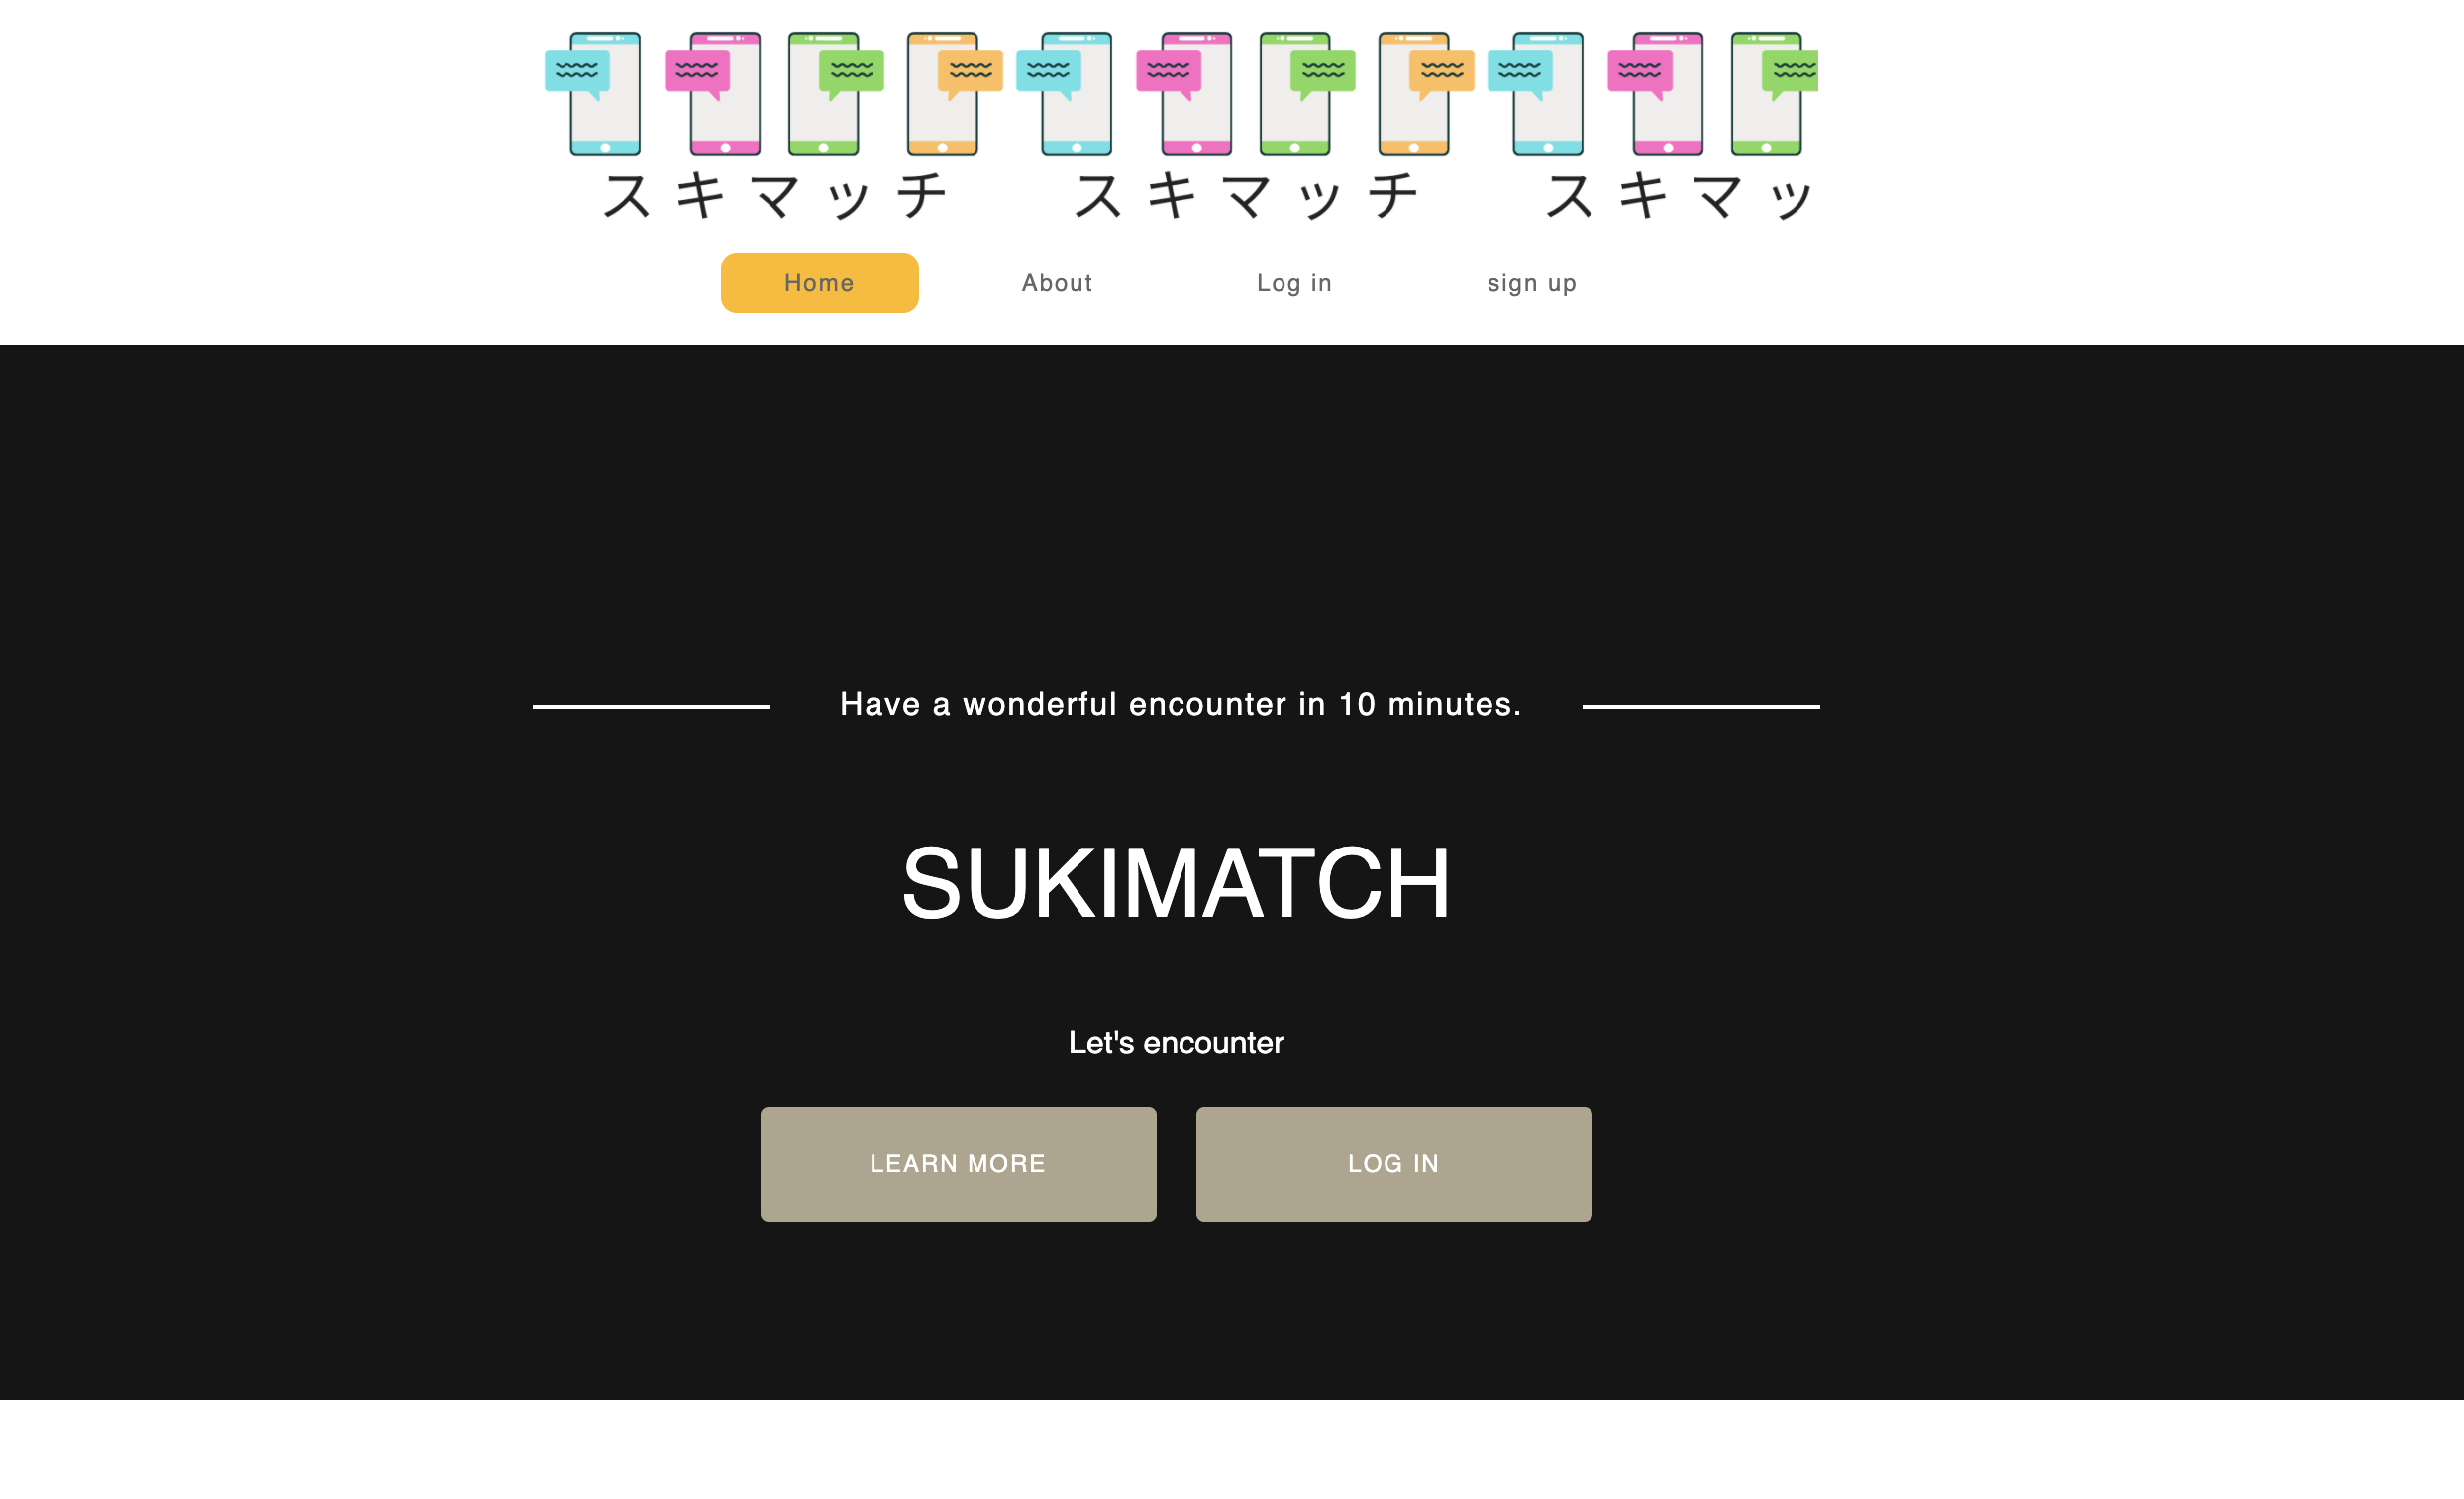 スキマッチ スキマッチ スキマッ
Home About Log in sign up
Have a wonderful encounter in 10 minutes.
SUKIMATCH
Let's encounter
LEARN MORE LOG IN